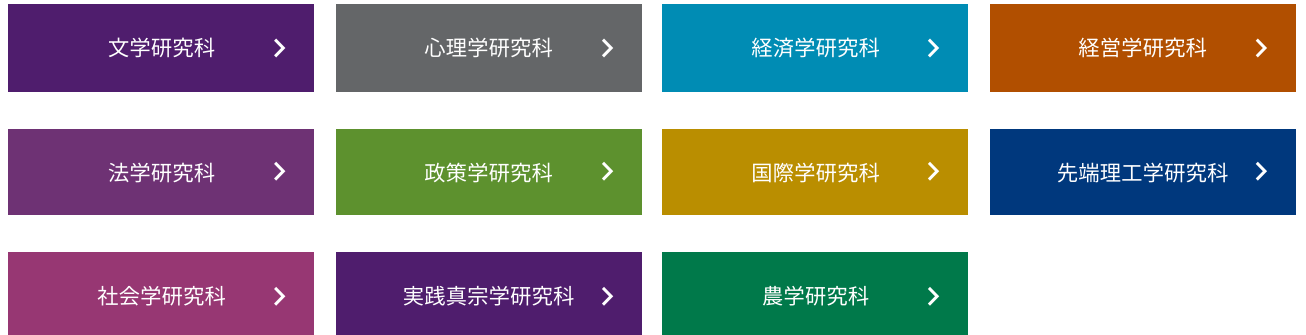 文学研究科
心理学研究科
経済学研究科
経営学研究科
法学研究科
政策学研究科
国際学研究科
先端理工学研究科
社会学研究科
実践真宗学研究科
農学研究科